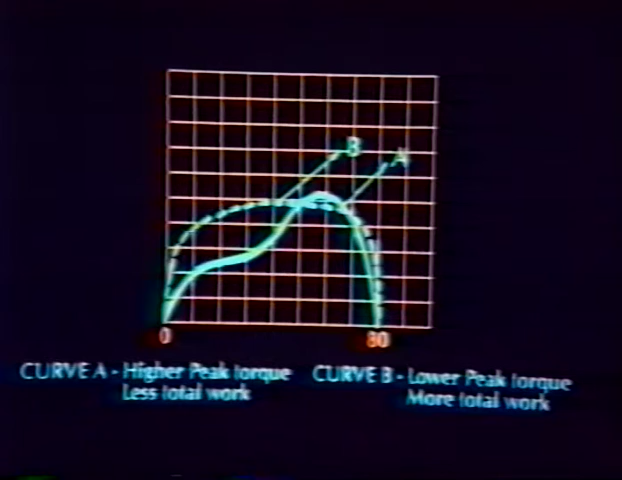 B
A
0
80
CURVE A - Higher Peak torque
Less total work
CURVE B - Lower Peak torque
More total work